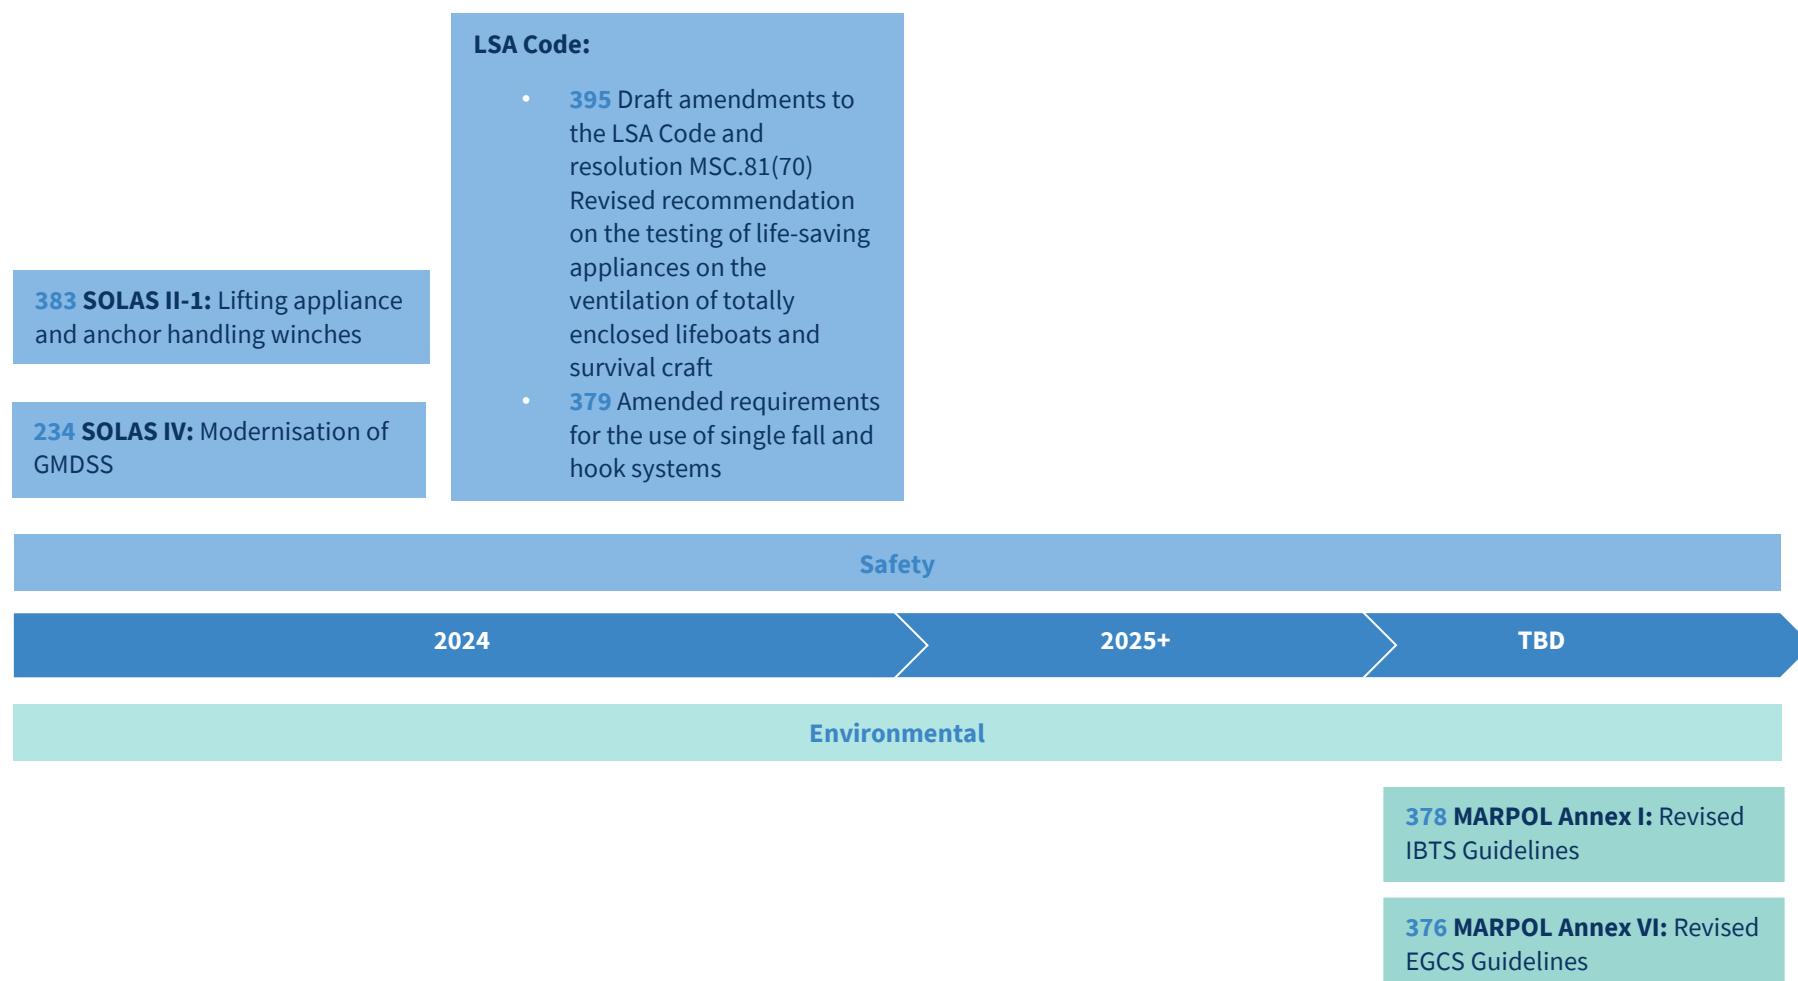 LSA Code:
• 395 Draft amendments to
the LSA Code and
resolution MSC.81(70)
Revised recommendation
on the testing of life-saving
appliances on the
ventilation of totally
enclosed lifeboats and
survival craft
• 379 Amended requirements
for the use of single fall and
hook systems
383 SOLAS II-1: Lifting appliance
and anchor handling winches
234 SOLAS IV: Modernisation of
GMDSS
Safety
2024
2025+
TBD
Environmental
378 MARPOL Annex I: Revised
IBTS Guidelines
376 MARPOL Annex VI: Revised
EGCS Guidelines